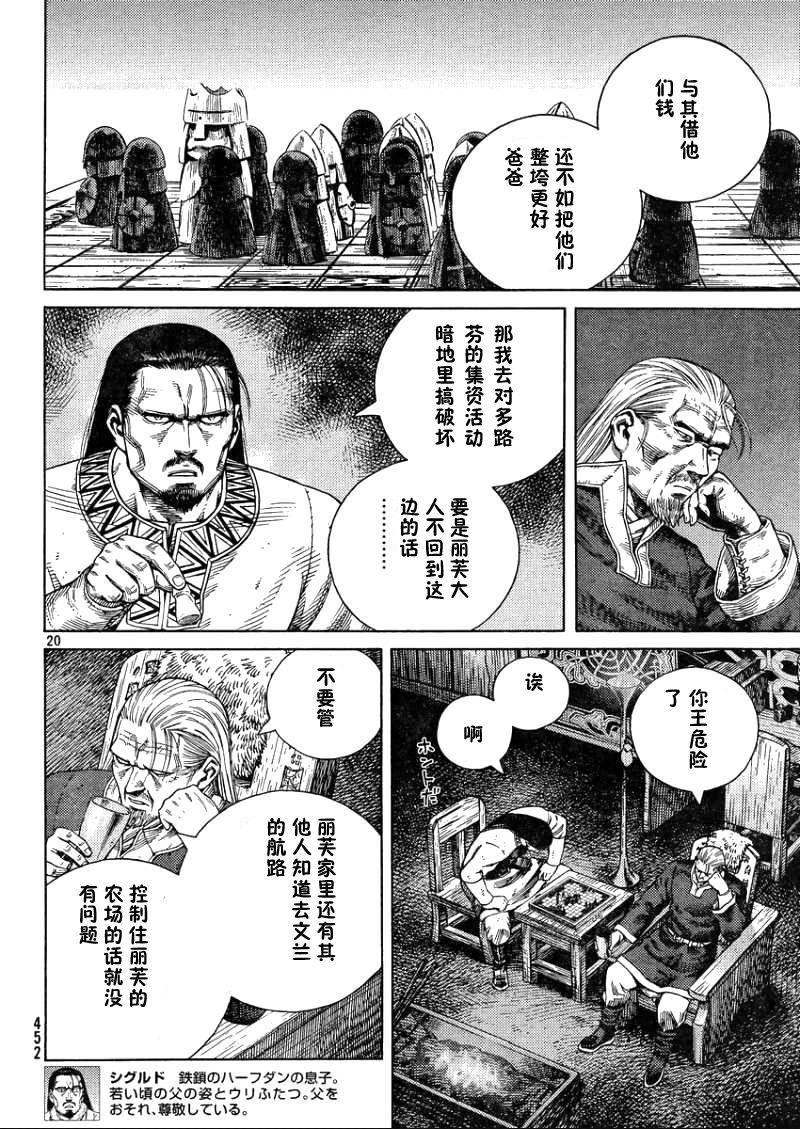 与其借他
们钱
还不如把他们
整垮更好
爸爸
那我去对多路
芬的集资活动
暗地里搞破坏
要是丽芙大
人不回到这
边的话
………
20
你王危险
了
诶
啊
ホントだ
不要管
丽芙家里还有其
他人知道去文兰
的航路
控制住丽芙的
农场的话就没
有问题
452
シグルド 鉄鎖のハーフダンの息子。
若い頃の父の姿とウリふたつ。父を
おそれ、尊敬している。